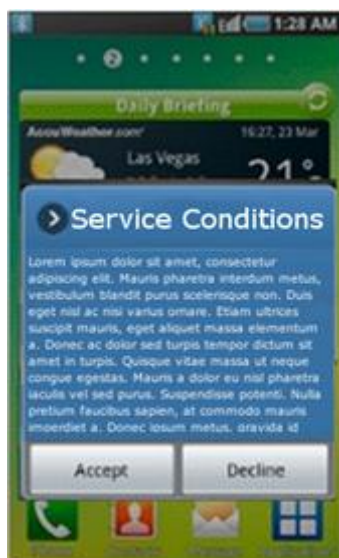 1:28 AM
2
Daily Briefing
AccuWeather.com 16:27, 23 Mar
Las Vegas
21°
Service Conditions
Lorem ipsum dolor sit amet, consectetur
adipiscing elit. Mauris pharetra interdum metus,
vestibulum blandit purus scelerisque non. Duis
eget nisl ac nisi varius ornare. Etiam ultrices
suscipit mauris, eget aliquet massa elementum
a. Donec ac dolor sed turpis tempor dictum sit
amet in turpis. Quisque vitae massa ut neque
congue egestas. Mauris a dolor eu nisl pharetra
iaculis vel sed purus. Suspendisse potenti. Nulla
pretium faucibus sapien, at commodo mauris
imperdiet a. Donec ipsum metus, gravida id
Accept Decline